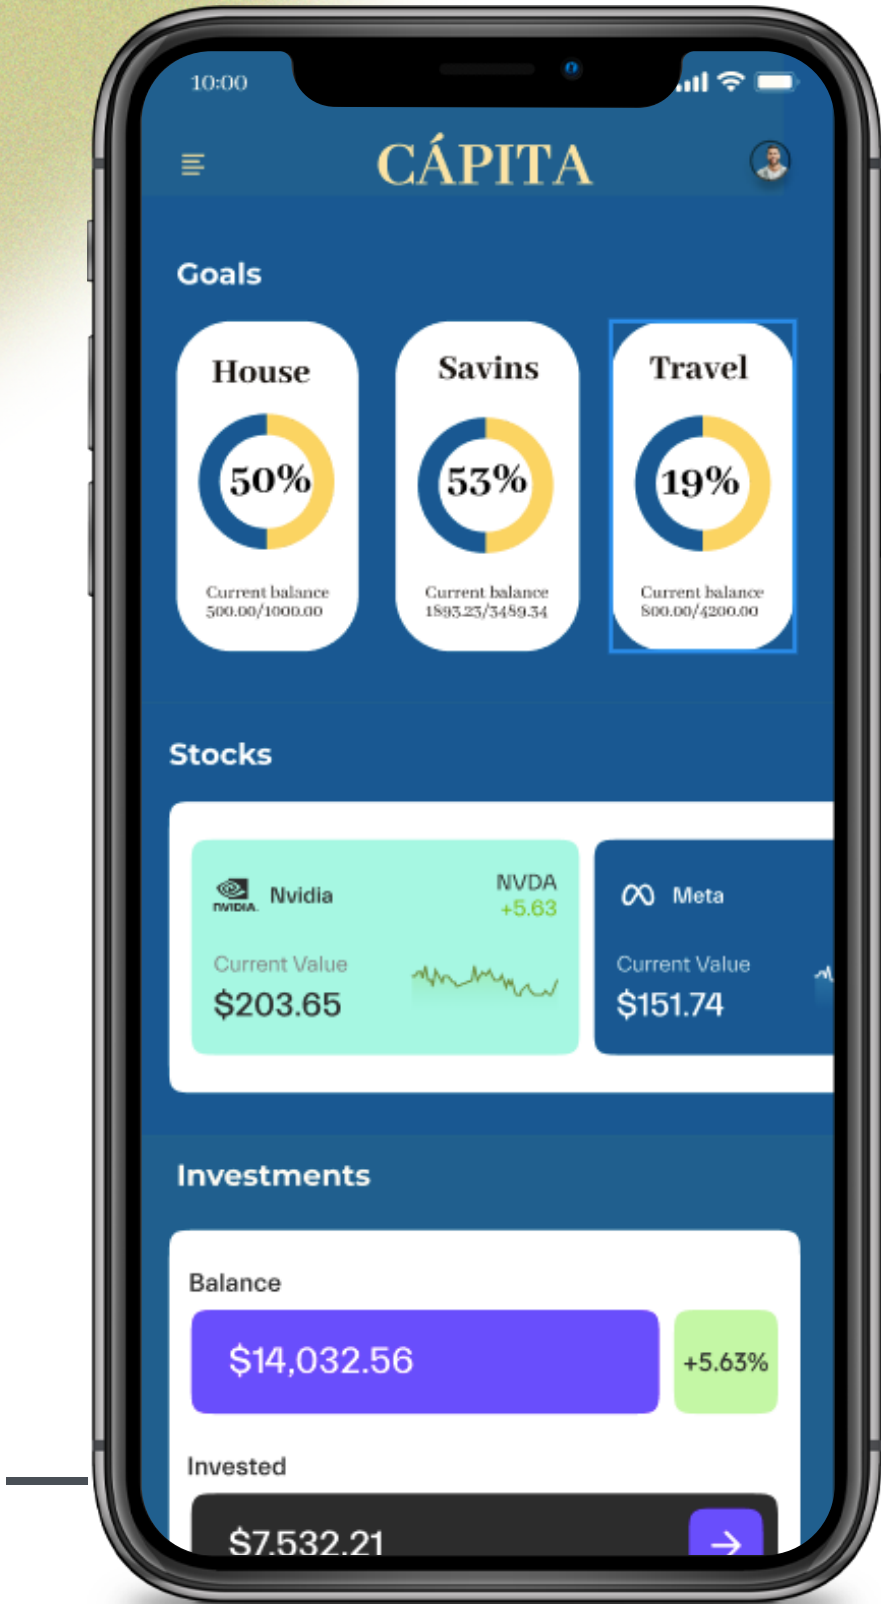 10:00
CÁPITA
Goals
House
50%
Current balance
500.00/1000.00
Savins
53%
Current balance
1893.23/3489.34
Travel
19%
Current balance
800.00/4200.00
Stocks
NVIDIA.
Nvidia
NVDA
+5.63
Current Value
$203.65
Meta
Current Value
$151.74
Investments
Balance
$14,032.56
+5.63%
Invested
$7,532.21